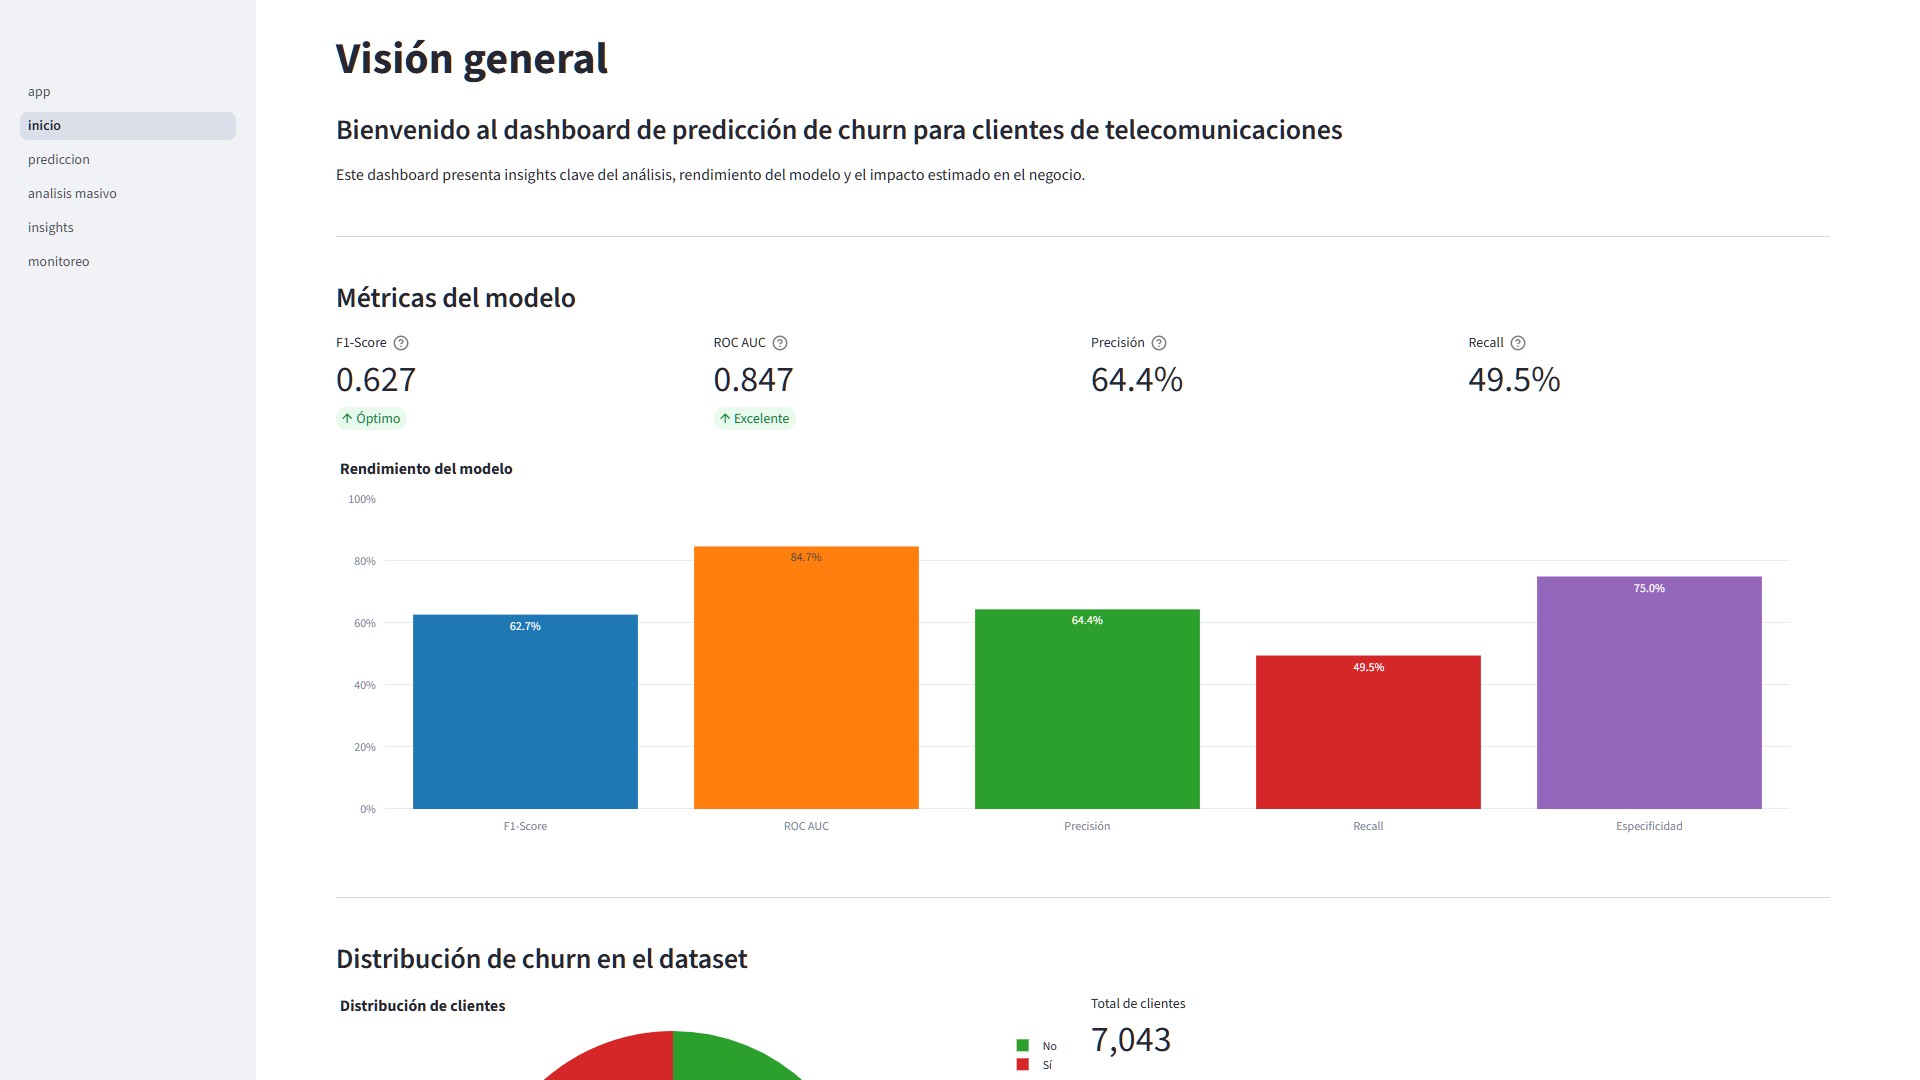 app
inicio
prediccion
analisis masivo
insights
monitoreo
Visión general
Bienvenido al dashboard de predicción de churn para clientes de telecomunicaciones
Este dashboard presenta insights clave del análisis, rendimiento del modelo y el impacto estimado en el negocio.
Métricas del modelo
F1-Score
0.627
↑ Óptimo
ROC AUC
0.847
↑ Excelente
Precisión
64.4%
Recall
49.5%
Rendimiento del modelo
100%
80%
60%
40%
20%
0%
62.7%
84.7%
64.4%
49.5%
75.0%
F1-Score
ROC AUC
Precisión
Recall
Especificidad
Distribución de churn en el dataset
Distribución de clientes
No
Sí
Total de clientes
7,043